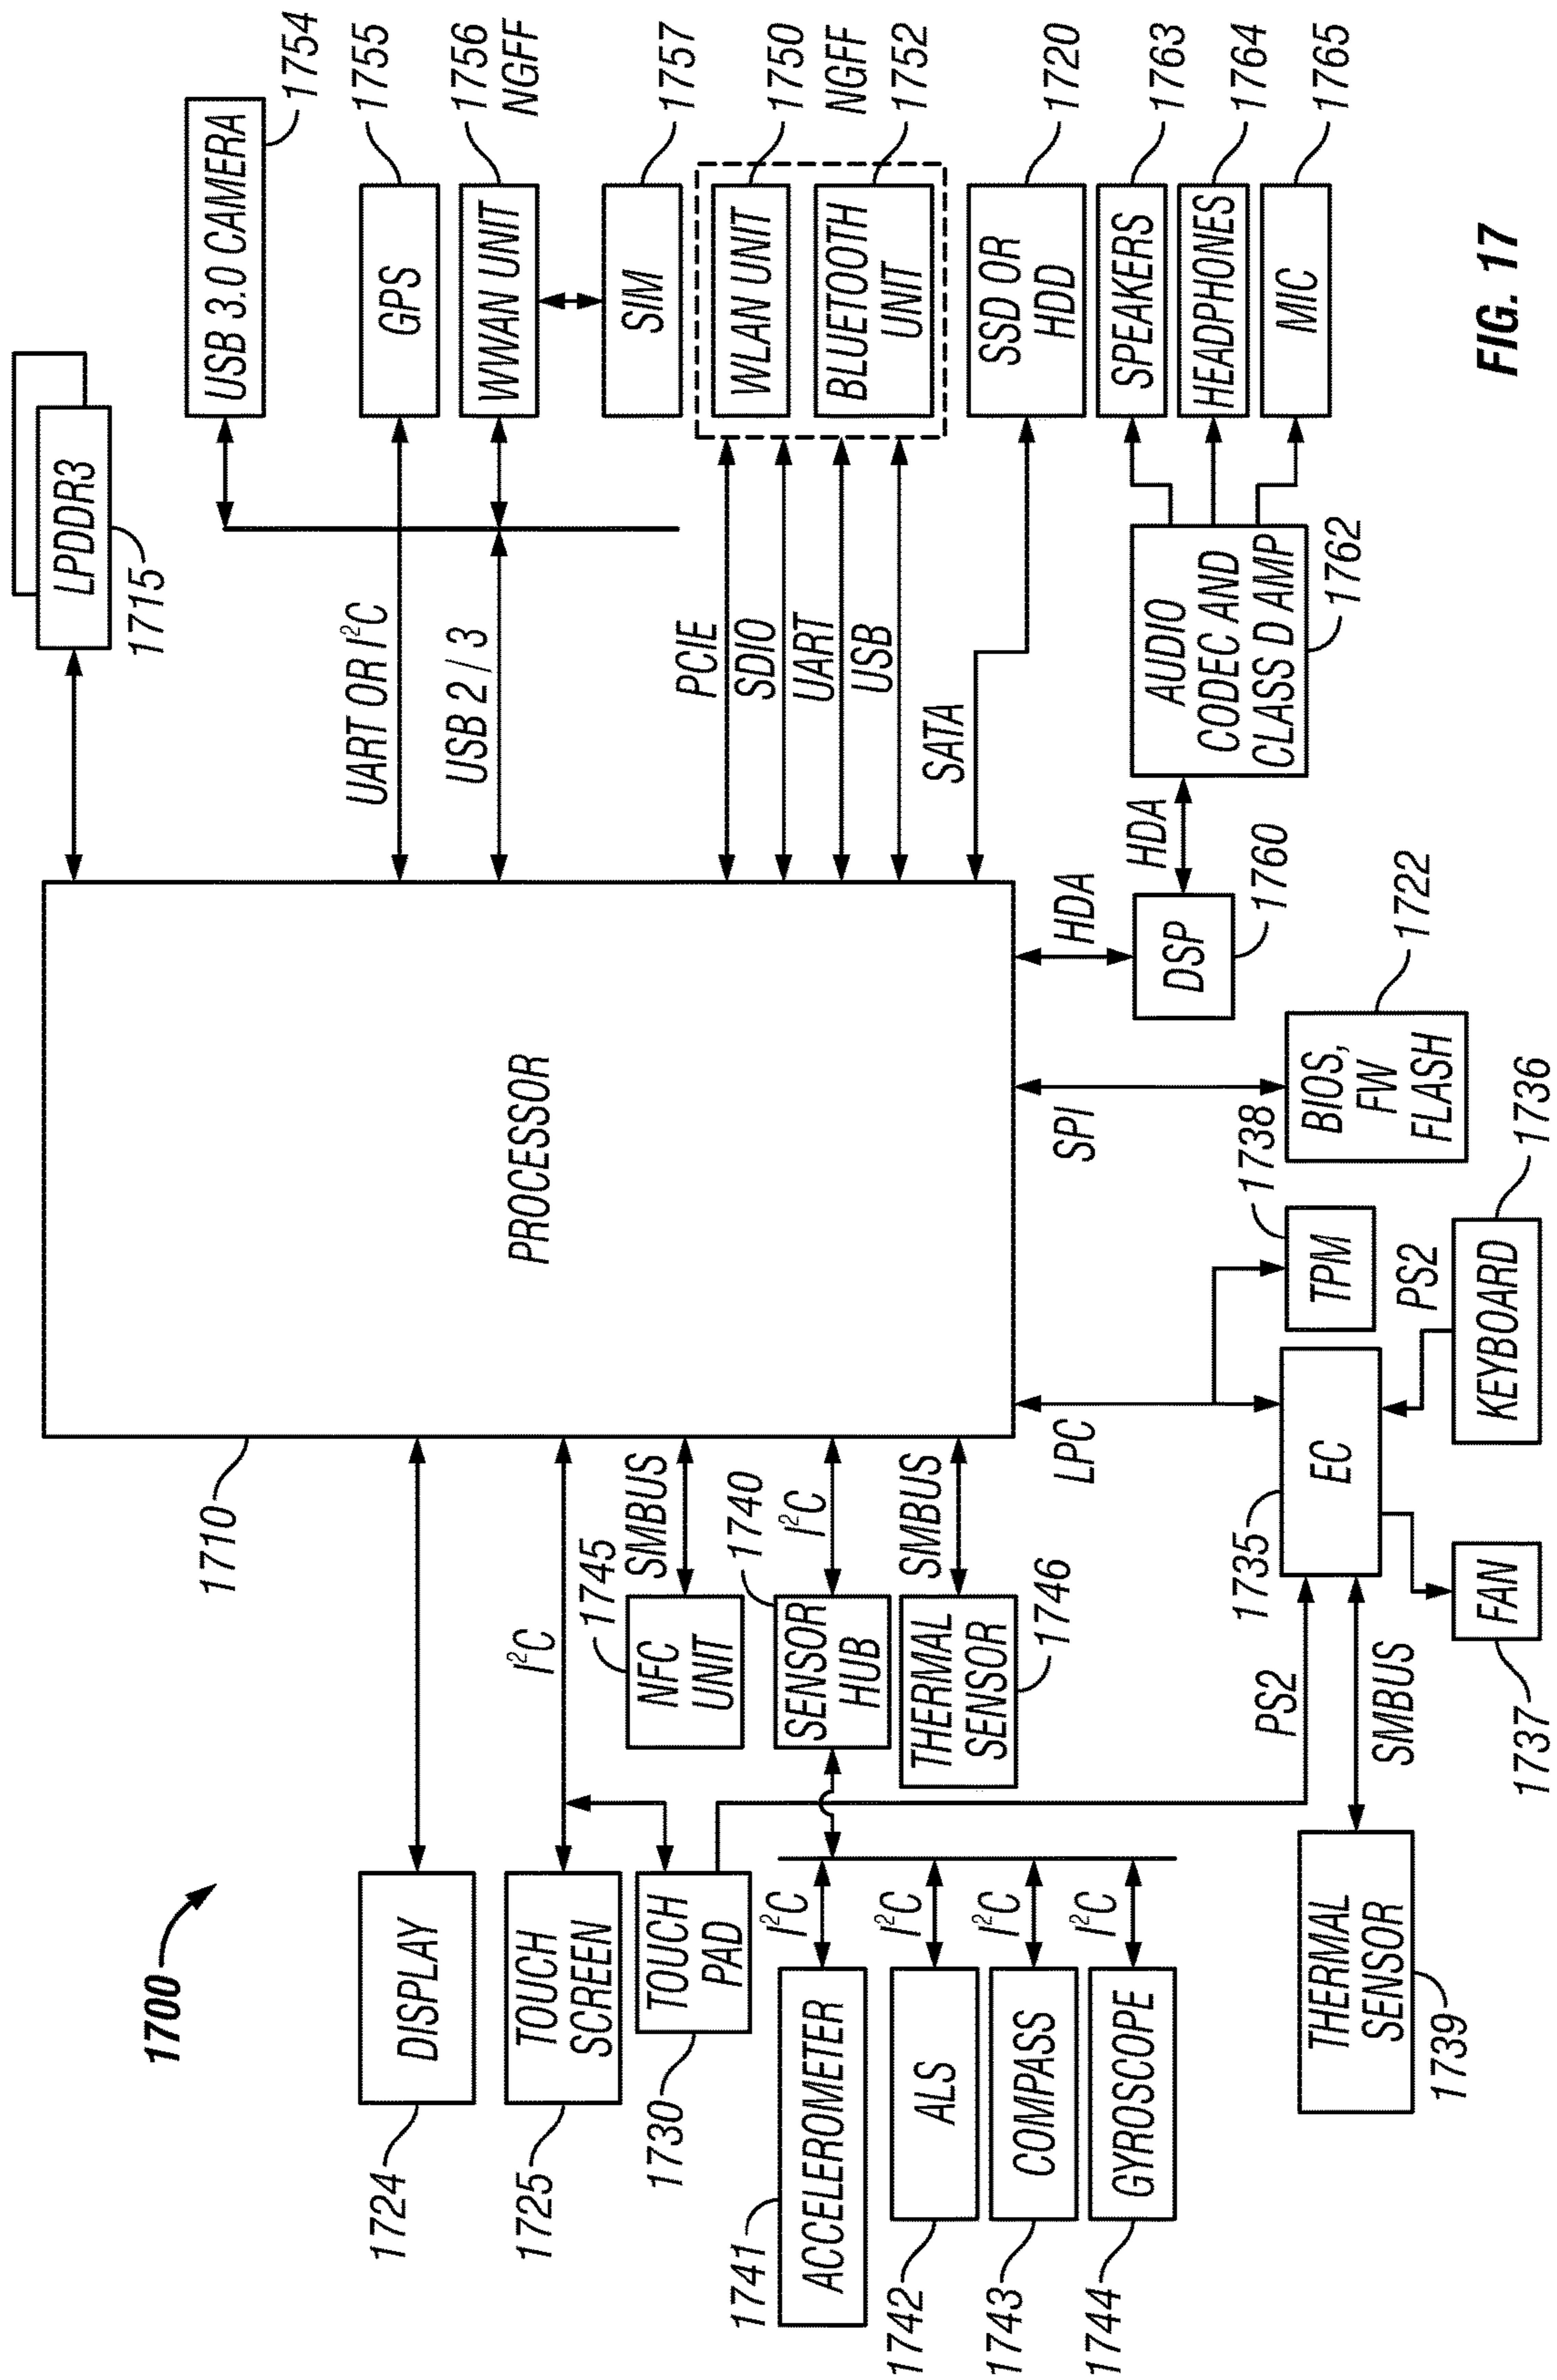 1700
1710
PROCESSOR
LPDDR3
1715
USB 3.0 CAMERA
1754
DISPLAY
1724
UART OR I²C
GPS
1755
TOUCH
SCREEN
1725
I²C
USB 2 / 3
WWAN UNIT
1756
NGFF
SIM
1757
TOUCH
PAD
1730
NFC
UNIT
1745
SMBUS
PCIE
SDIO
UART
USB
WLAN UNIT
1750
NGFF
BLUETOOTH
UNIT
1752
SENSOR
HUB
1740
I²C
THERMAL
SENSOR
1746
SMBUS
SATA
SSD OR
HDD
1720
1741
ACCELEROMETER
I²C
1742
ALS
I²C
1743
COMPASS
I²C
1744
GYROSCOPE
I²C
LPC
SPI
HDA
DSP
1760
HDA
AUDIO
CODEC AND
CLASS D AMP
1762
SPEAKERS
1763
HEADPHONES
1764
MIC
1765
PS2
1735
EC
TPM
1738
BIOS,
FW
FLASH
1722
THERMAL
SENSOR
1739
SMBUS
FAN
1737
PS2
KEYBOARD
1736
FIG. 17